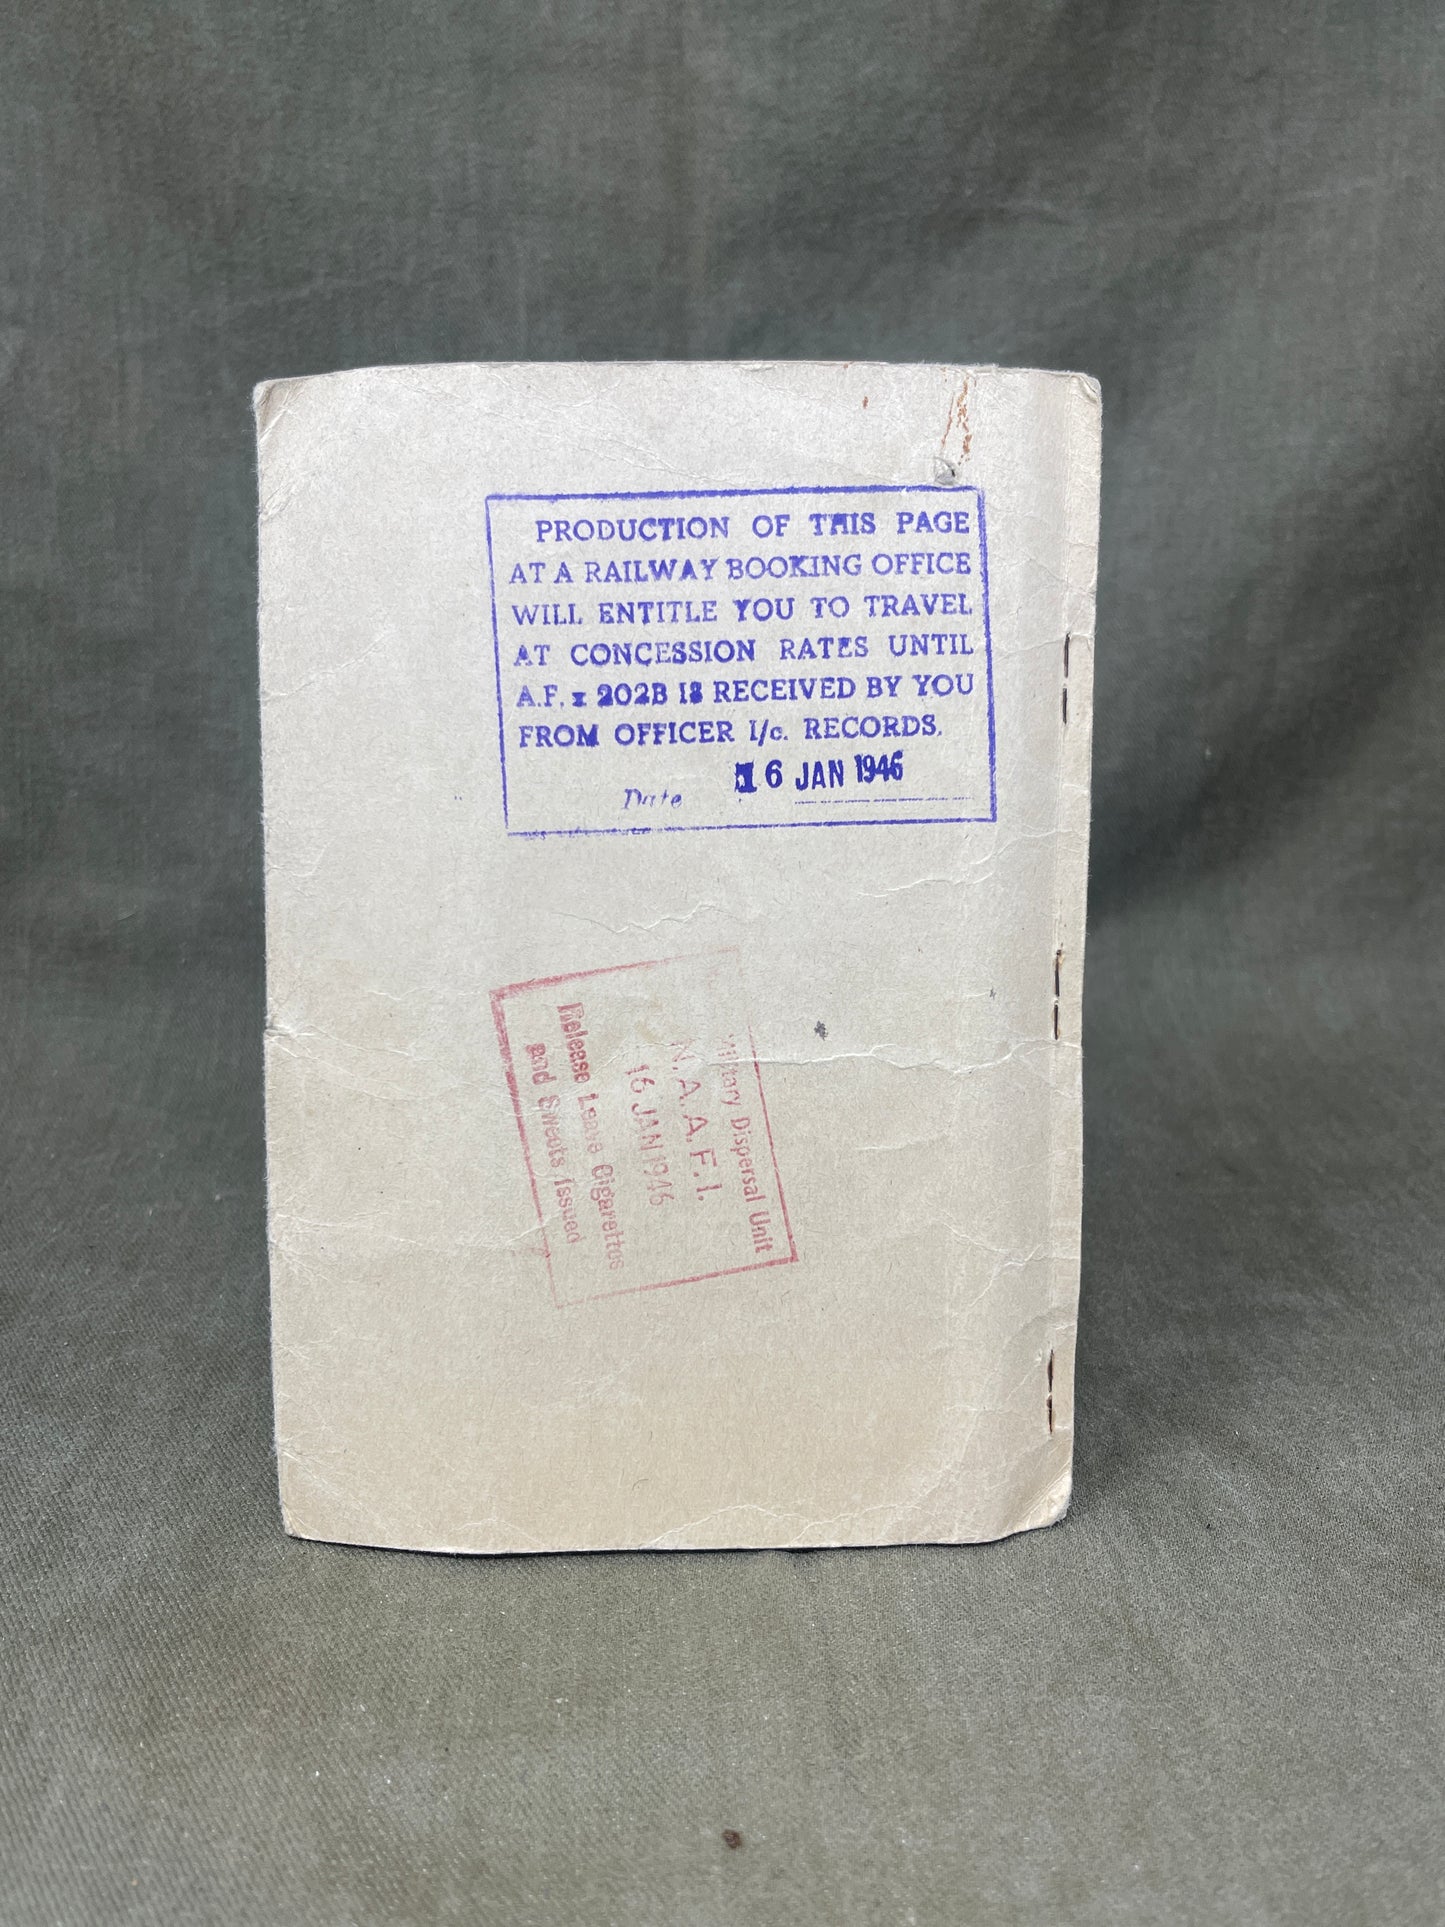 PRODUCTION OF THIS PAGE
AT A RAILWAY BOOKING OFFICE
WILL ENTITLE YOU TO TRAVEL
AT CONCESSION RATES UNTIL
A.F. x 202B IS RECEIVED BY YOU
FROM OFFICER I/c. RECORDS.
16 JAN 1946
Date
Military Dispersal Unit
N.A.A.F.I.
16 JAN 1946
Release Leave Cigarettes
and Sweets Issued